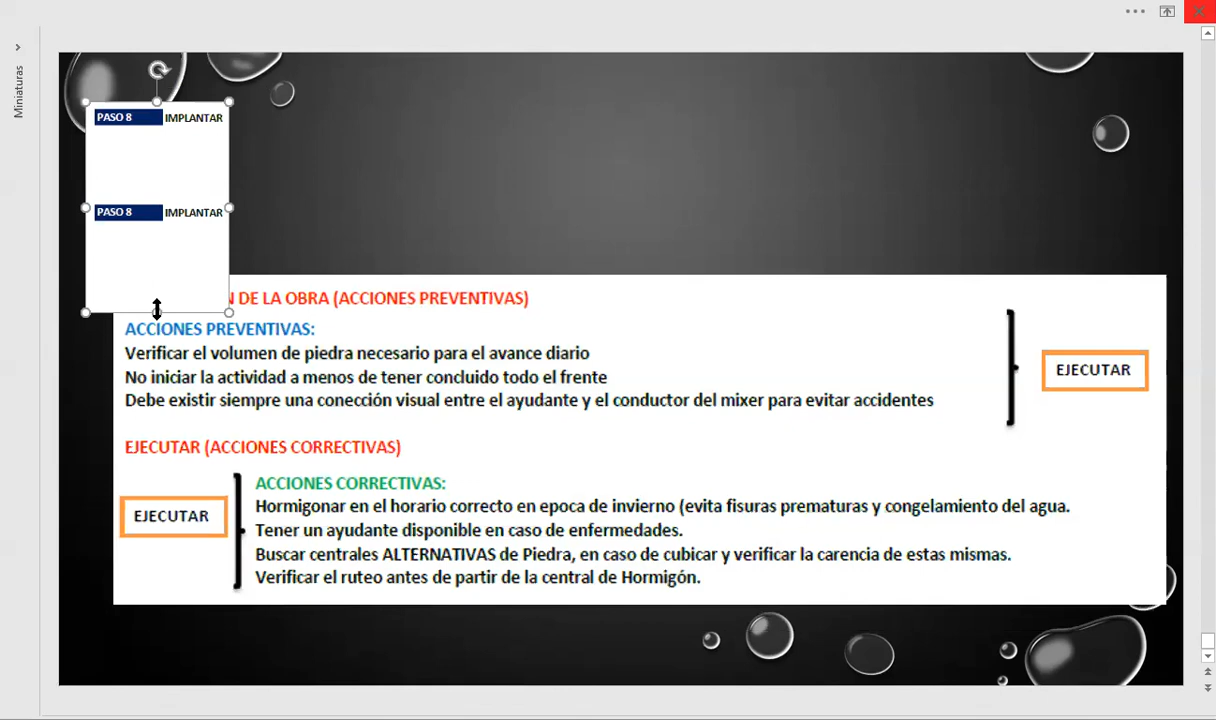 Miniaturas
PASO 8 IMPLANTAR
PASO 8 IMPLANTAR
N DE LA OBRA (ACCIONES PREVENTIVAS)
ACCIONES PREVENTIVAS:
Verificar el volumen de piedra necesario para el avance diario
No iniciar la actividad a menos de tener concluido todo el frente
Debe existir siempre una conección visual entre el ayudante y el conductor del mixer para evitar accidentes
EJECUTAR
EJECUTAR (ACCIONES CORRECTIVAS)
EJECUTAR
ACCIONES CORRECTIVAS:
Hormigonar en el horario correcto en epoca de invierno (evita fisuras prematuras y congelamiento del agua.
Tener un ayudante disponible en caso de enfermedades.
Buscar centrales ALTERNATIVAS de Piedra, en caso de cubicar y verificar la carencia de estas mismas.
Verificar el ruteo antes de partir de la central de Hormigón.